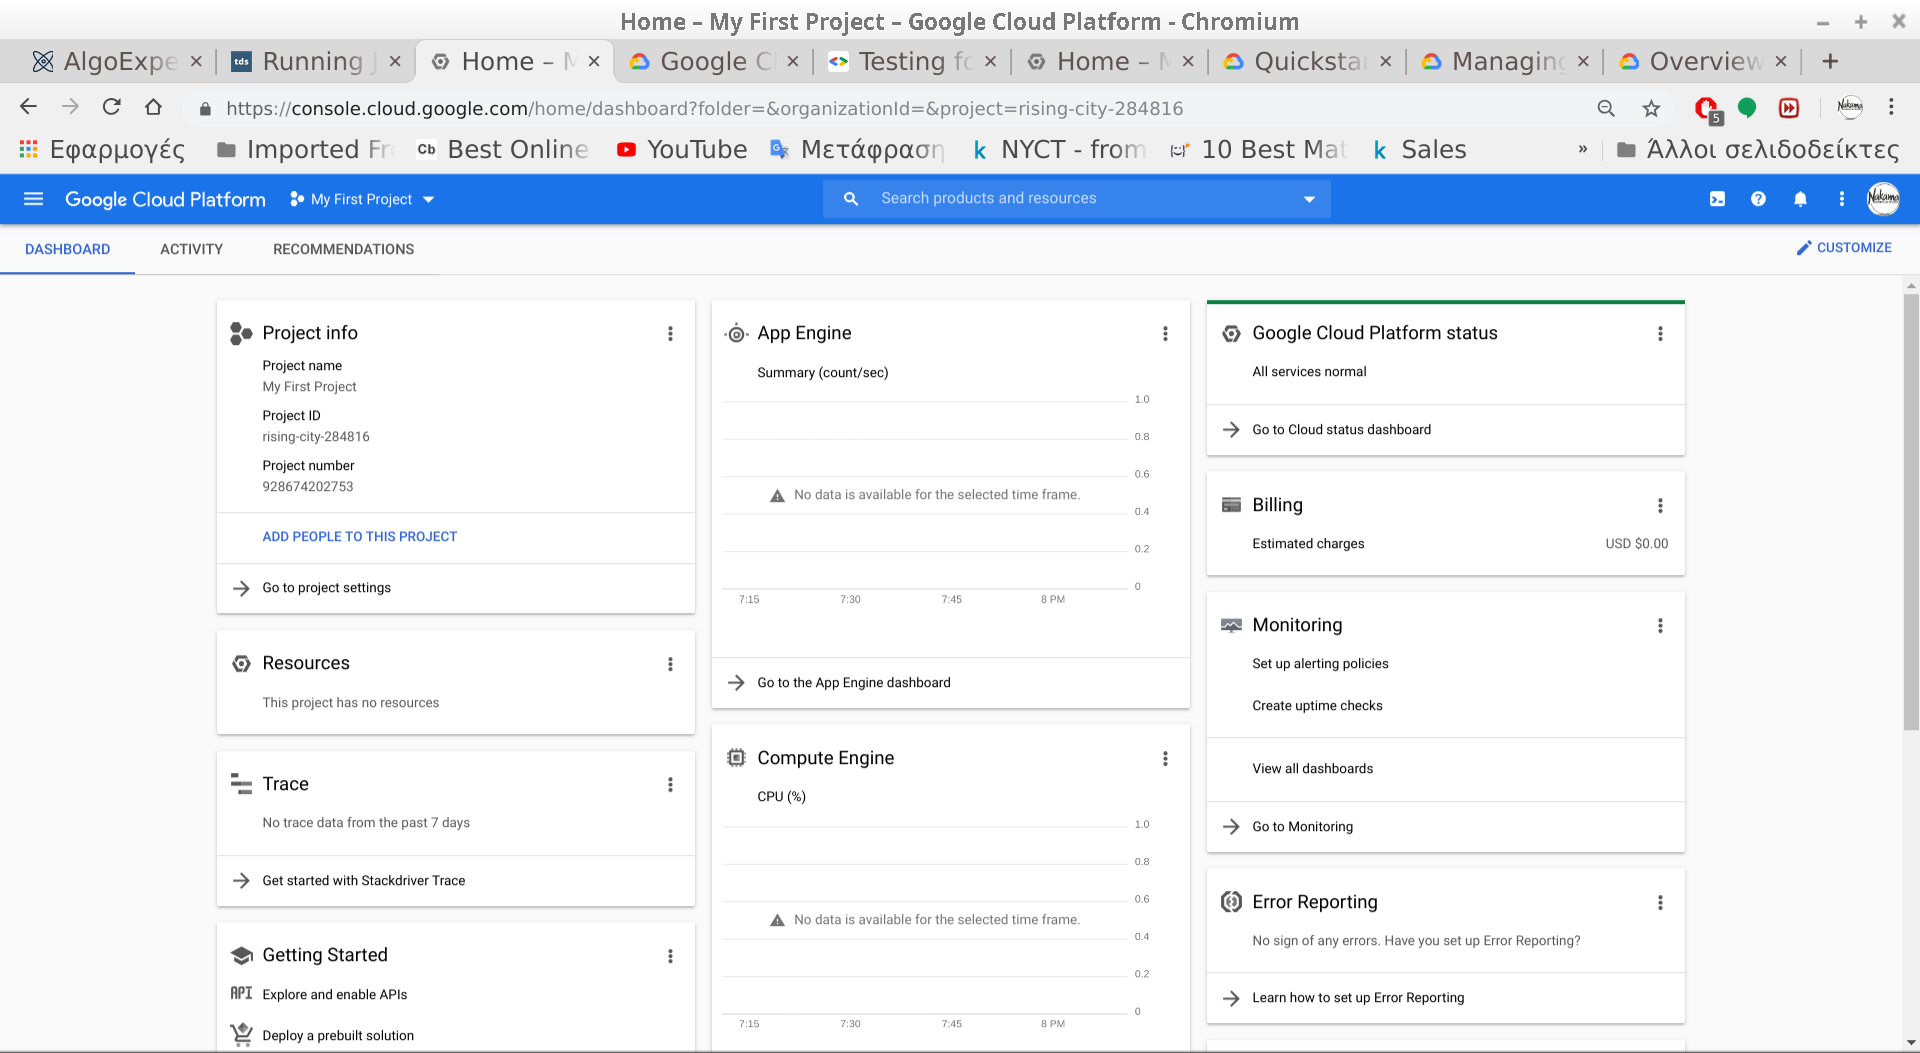 Home – My First Project – Google Cloud Platform - Chromium
AlgoExpe
tds Running J
Home – M
Google C
Testing fo
Home – M
Quicksta
Managing
Overview
https://console.cloud.google.com/home/dashboard?folder=&organizationId=&project=rising-city-284816
5
Nakama
Εφαρμογές
Imported Fr
Cb Best Online
YouTube
Μετάφραση
k NYCT - from
10 Best Mat
k Sales
»
Άλλοι σελιδοδείκτες
Google Cloud Platform
My First Project
Search products and resources
Nakama
DASHBOARD
ACTIVITY
RECOMMENDATIONS
CUSTOMIZE
Project info
Project name
My First Project
Project ID
rising-city-284816
Project number
928674202753
ADD PEOPLE TO THIS PROJECT
Go to project settings
Resources
This project has no resources
Trace
No trace data from the past 7 days
Get started with Stackdriver Trace
Getting Started
API Explore and enable APIs
Deploy a prebuilt solution
App Engine
Summary (count/sec)
1.0
0.8
0.6
No data is available for the selected time frame.
0.4
0.2
0
7:15 7:30 7:45 8 PM
Go to the App Engine dashboard
Compute Engine
CPU (%)
1.0
0.8
0.6
No data is available for the selected time frame.
0.4
0.2
0
7:15 7:30 7:45 8 PM
Google Cloud Platform status
All services normal
Go to Cloud status dashboard
Billing
Estimated charges USD $0.00
Monitoring
Set up alerting policies
Create uptime checks
View all dashboards
Go to Monitoring
Error Reporting
No sign of any errors. Have you set up Error Reporting?
Learn how to set up Error Reporting